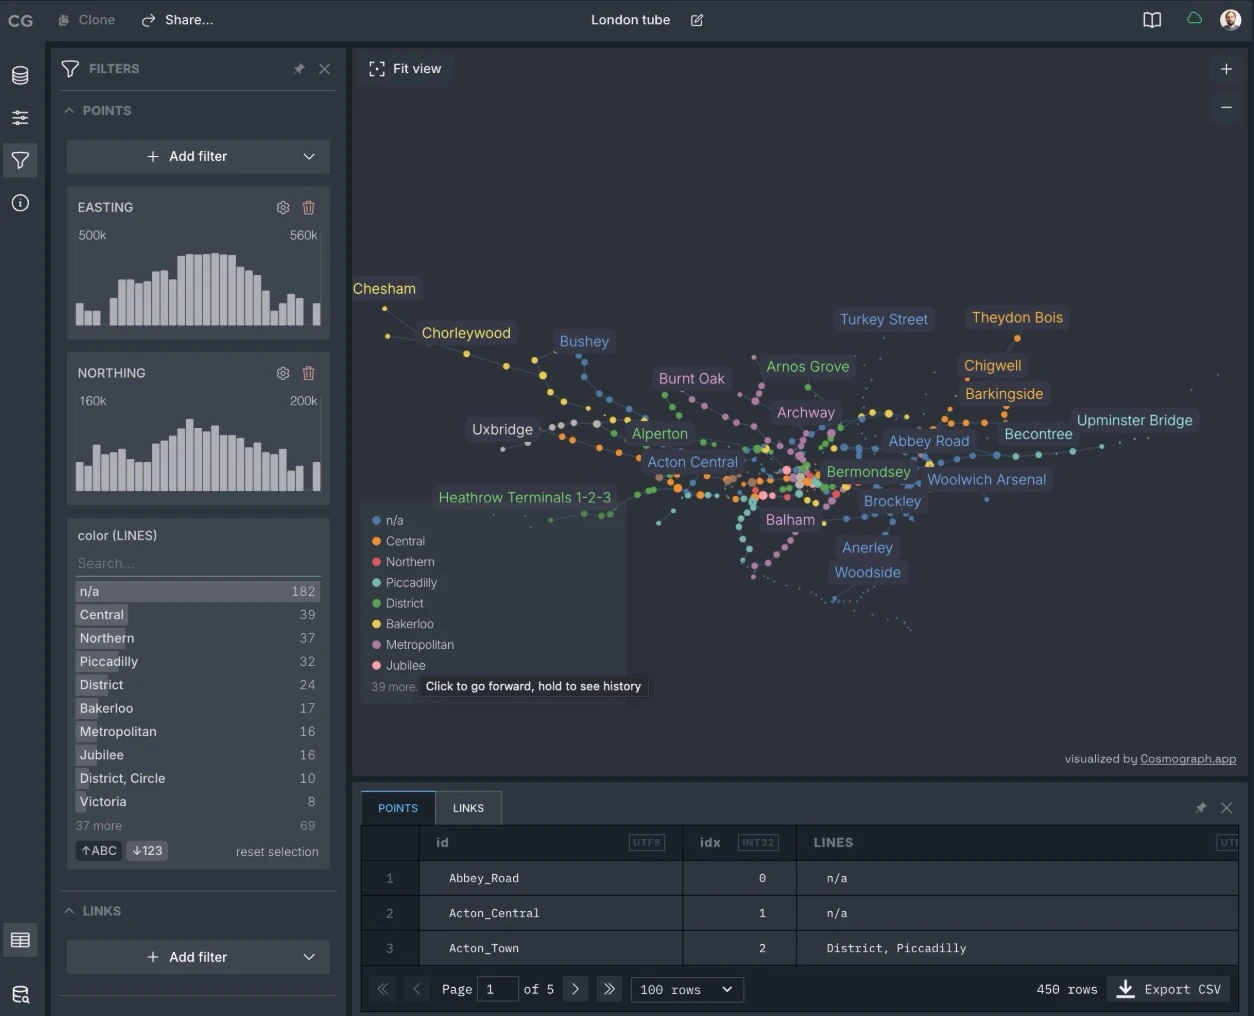 CG
Clone
Share...
London tube
FILTERS
POINTS
+ Add filter
EASTING
500k 560k
NORTHING
160k 200k
color (LINES)
Search...
n/a 182
Central 39
Northern 37
Piccadilly 32
District 24
Bakerloo 17
Metropolitan 16
Jubilee 16
District, Circle 10
Victoria 8
37 more 69
↑ABC ↓123 reset selection
LINKS
+ Add filter
Fit view
+
−
Chesham
Chorleywood
Bushey
Turkey Street
Theydon Bois
Burnt Oak
Arnos Grove
Chigwell
Barkingside
Archway
Uxbridge
Alperton
Abbey Road
Becontree
Upminster Bridge
Acton Central
Bermondsey
Woolwich Arsenal
Heathrow Terminals 1-2-3
Brockley
Balham
Anerley
Woodside
n/a
Central
Northern
Piccadilly
District
Bakerloo
Metropolitan
Jubilee
39 more.
Click to go forward, hold to see history
visualized by Cosmograph.app
POINTS LINKS
id UTF8 idx INT32 LINES UT
1 Abbey_Road 0 n/a
2 Acton_Central 1 n/a
3 Acton_Town 2 District, Piccadilly
Page 1 of 5 100 rows 450 rows Export CSV